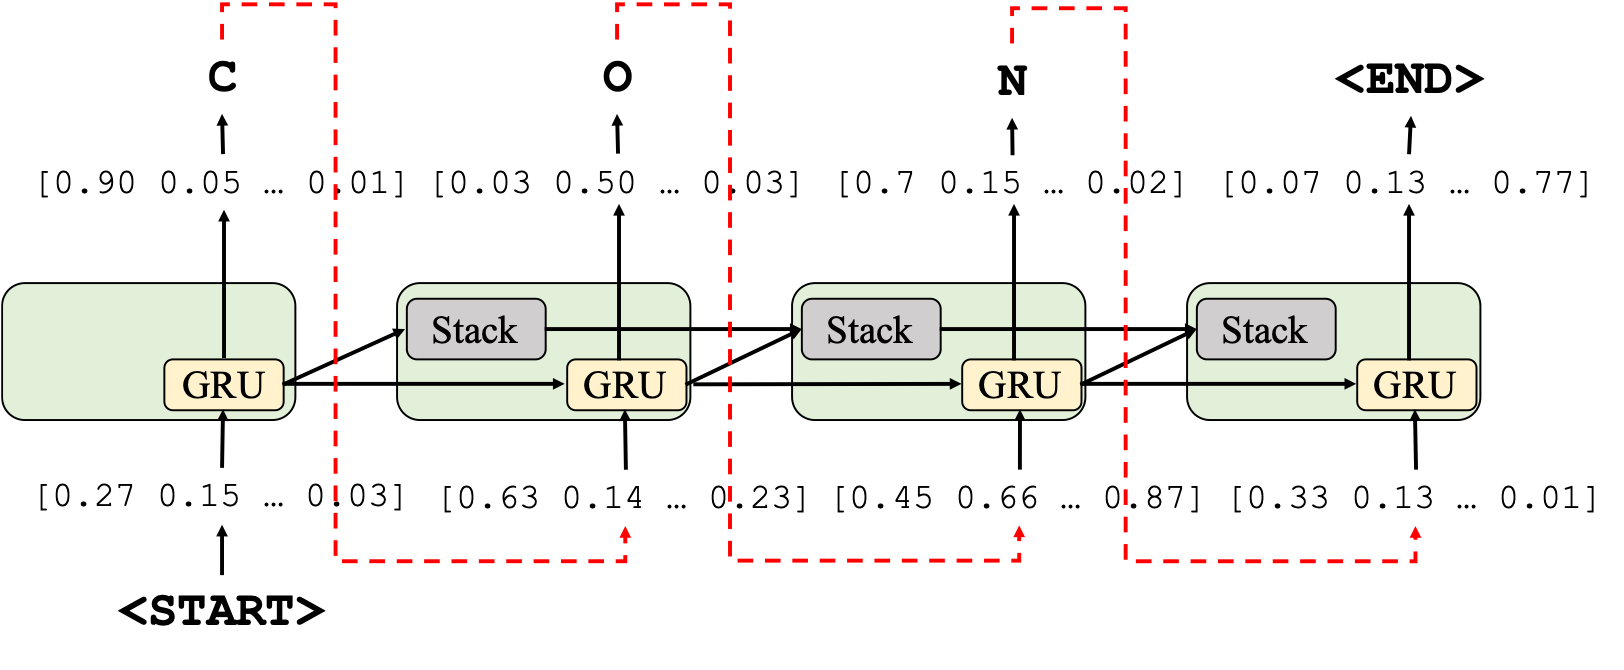 C O N <END>
[0.90 0.05 … 0.01] [0.03 0.50 … 0.03] [0.7 0.15 … 0.02] [0.07 0.13 … 0.77]
Stack Stack Stack
GRU GRU GRU GRU
[0.27 0.15 … 0.03] [0.63 0.14 … 0.23] [0.45 0.66 … 0.87] [0.33 0.13 … 0.01]
<START>